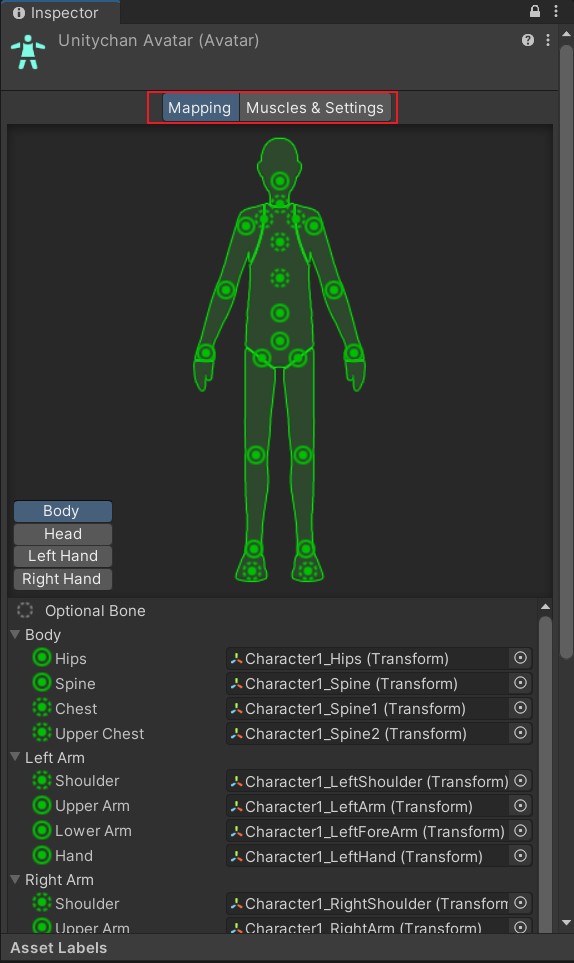 Inspector
Unitychan Avatar (Avatar)
Mapping Muscles & Settings
Body
Head
Left Hand
Right Hand
Optional Bone
Body
Hips Character1_Hips (Transform)
Spine Character1_Spine (Transform)
Chest Character1_Spine1 (Transform)
Upper Chest Character1_Spine2 (Transform)
Left Arm
Shoulder Character1_LeftShoulder (Transform)
Upper Arm Character1_LeftArm (Transform)
Lower Arm Character1_LeftForeArm (Transform)
Hand Character1_LeftHand (Transform)
Right Arm
Shoulder Character1_RightShoulder (Transform
Upper Arm Character1_RightArm (Transform)
Asset Labels